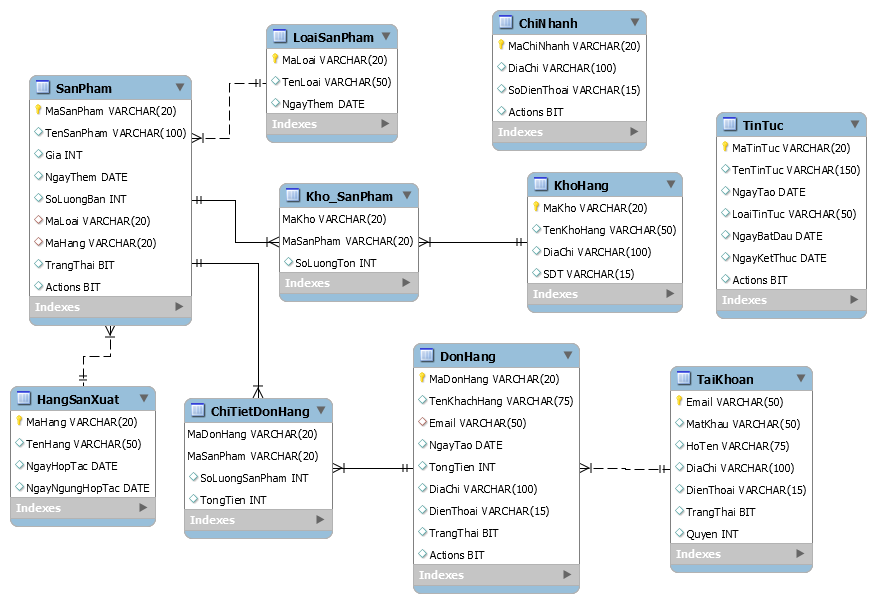 LoaiSanPham
MaLoai VARCHAR(20)
TenLoai VARCHAR(50)
NgayThem DATE
Indexes
ChiNhanh
MaChiNhanh VARCHAR(20)
DiaChi VARCHAR(100)
SoDienThoai VARCHAR(15)
Actions BIT
Indexes
SanPham
MaSanPham VARCHAR(20)
TenSanPham VARCHAR(100)
Gia INT
NgayThem DATE
SoLuongBan INT
MaLoai VARCHAR(20)
MaHang VARCHAR(20)
TrangThai BIT
Actions BIT
Indexes
TinTuc
MaTinTuc VARCHAR(20)
TenTinTuc VARCHAR(150)
NgayTao DATE
LoaiTinTuc VARCHAR(50)
NgayBatDau DATE
NgayKetThuc DATE
Actions BIT
Indexes
Kho_SanPham
MaKho VARCHAR(20)
MaSanPham VARCHAR(20)
SoLuongTon INT
Indexes
KhoHang
MaKho VARCHAR(20)
TenKhoHang VARCHAR(50)
DiaChi VARCHAR(100)
SDT VARCHAR(15)
Indexes
HangSanXuat
MaHang VARCHAR(20)
TenHang VARCHAR(50)
NgayHopTac DATE
NgayNgungHopTac DATE
Indexes
ChiTietDonHang
MaDonHang VARCHAR(20)
MaSanPham VARCHAR(20)
SoLuongSanPham INT
TongTien INT
Indexes
DonHang
MaDonHang VARCHAR(20)
TenKhachHang VARCHAR(75)
Email VARCHAR(50)
NgayTao DATE
TongTien INT
DiaChi VARCHAR(100)
DienThoai VARCHAR(15)
TrangThai BIT
Actions BIT
Indexes
TaiKhoan
Email VARCHAR(50)
MatKhau VARCHAR(50)
HoTen VARCHAR(75)
DiaChi VARCHAR(100)
DienThoai VARCHAR(15)
TrangThai BIT
Quyen INT
Indexes